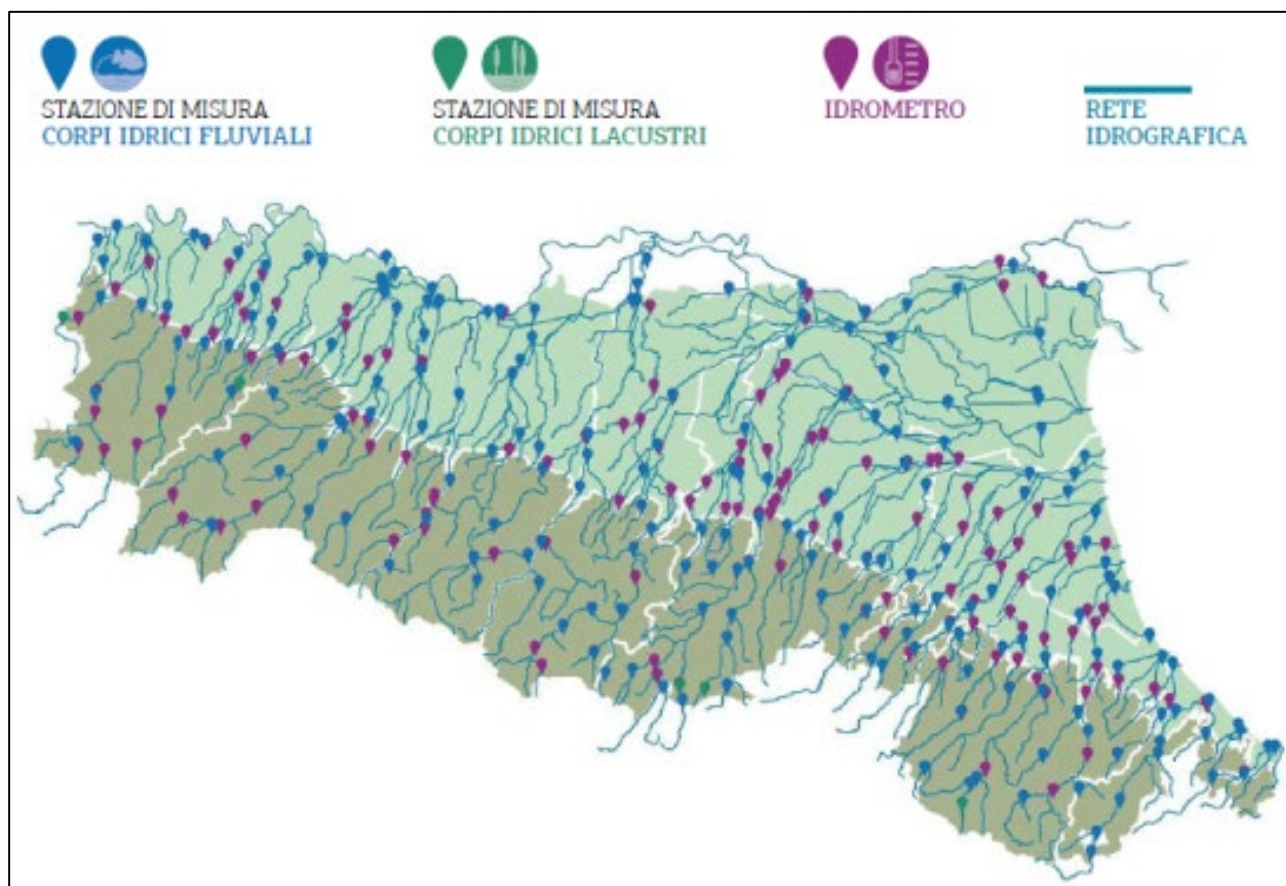 STAZIONE DI MISURA
CORPI IDRICI FLUVIALI
STAZIONE DI MISURA
CORPI IDRICI LACUSTRI
IDROMETRO
RETE
IDROGRAFICA